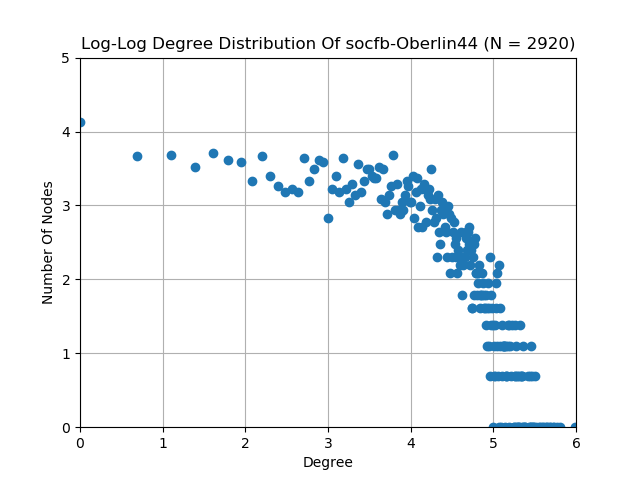 Log-Log Degree Distribution Of socfb-Oberlin44 (N = 2920)
Number Of Nodes
5
4
3
2
1
0
0 1 2 3 4 5 6
Degree